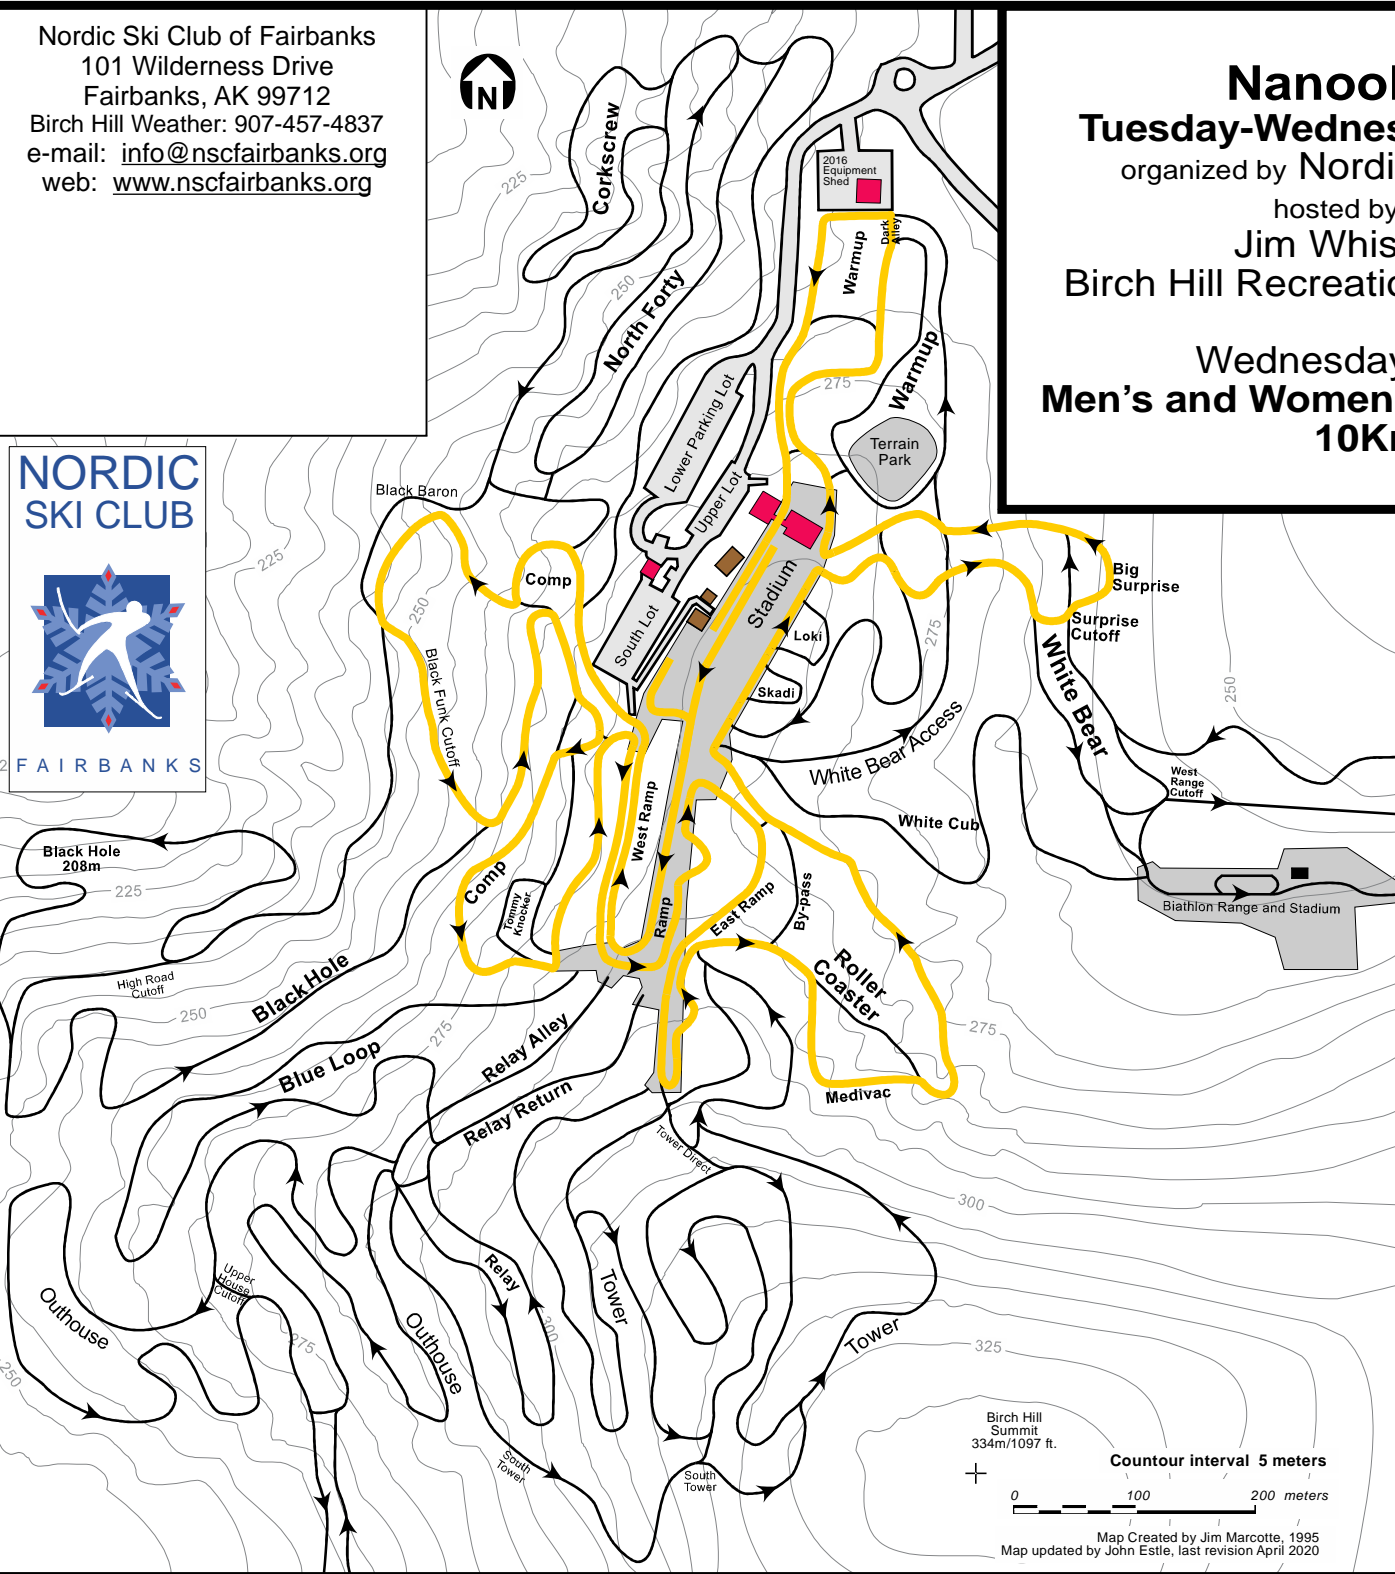 Nordic Ski Club of Fairbanks
101 Wilderness Drive
Fairbanks, AK 99712
Birch Hill Weather: 907-457-4837
e-mail: info@nscfairbanks.org
web: www.nscfairbanks.org
N
Nanook
Tuesday-Wednes
organized by Nordi
hosted by
Jim Whis
Birch Hill Recreatio
Wednesday
Men's and Women
10K
NORDIC
SKI CLUB
FAIRBANKS
Corkscrew
225
250
North Forty
2016
Equipment
Shed
Dark
Alley
Warmup
Warmup
275
Terrain
Park
Lower Parking Lot
Upper Lot
South Lot
Black Baron
225
250
Comp
Stadium
Loki
Skadi
275
Big
Surprise
Surprise
Cutoff
White Bear
250
White Bear Access
West
Range
Cutoff
White Cub
Biathlon Range and Stadium
Black Funk Cutoff
West Ramp
Comp
Tommy
Knocker
Ramp
East Ramp
By-pass
Roller
Coaster
275
Medivac
Black Hole
208m
225
High Road
Cutoff
250
Black Hole
275
Blue Loop
Relay Alley
Relay Return
Tower Direct
300
Upper
House
Cutoff
Outhouse
275
250
Outhouse
Relay
300
Tower
Tower
325
South
Tower
South
Tower
Birch Hill
Summit
334m/1097 ft.
Countour interval 5 meters
0 100 200 meters
Map Created by Jim Marcotte, 1995
Map updated by John Estle, last revision April 2020